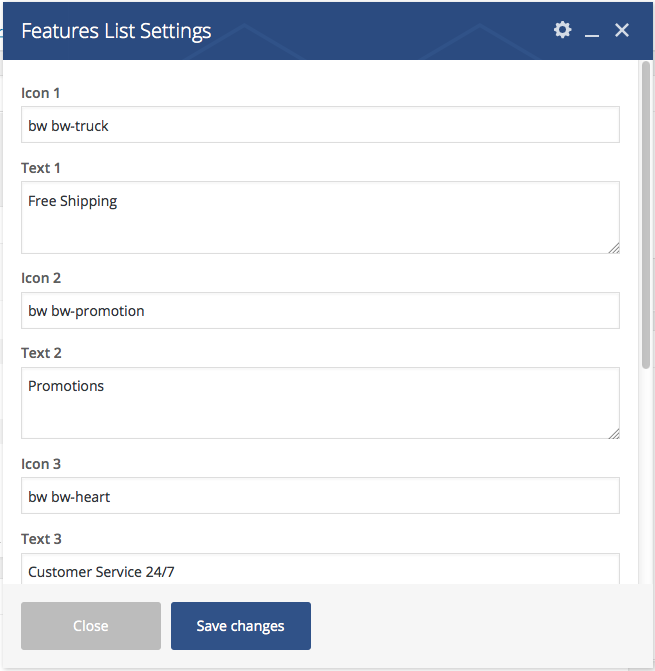 Features List Settings
Icon 1
bw bw-truck
Text 1
Free Shipping
Icon 2
bw bw-promotion
Text 2
Promotions
Icon 3
bw bw-heart
Text 3
Customer Service 24/7
Close
Save changes